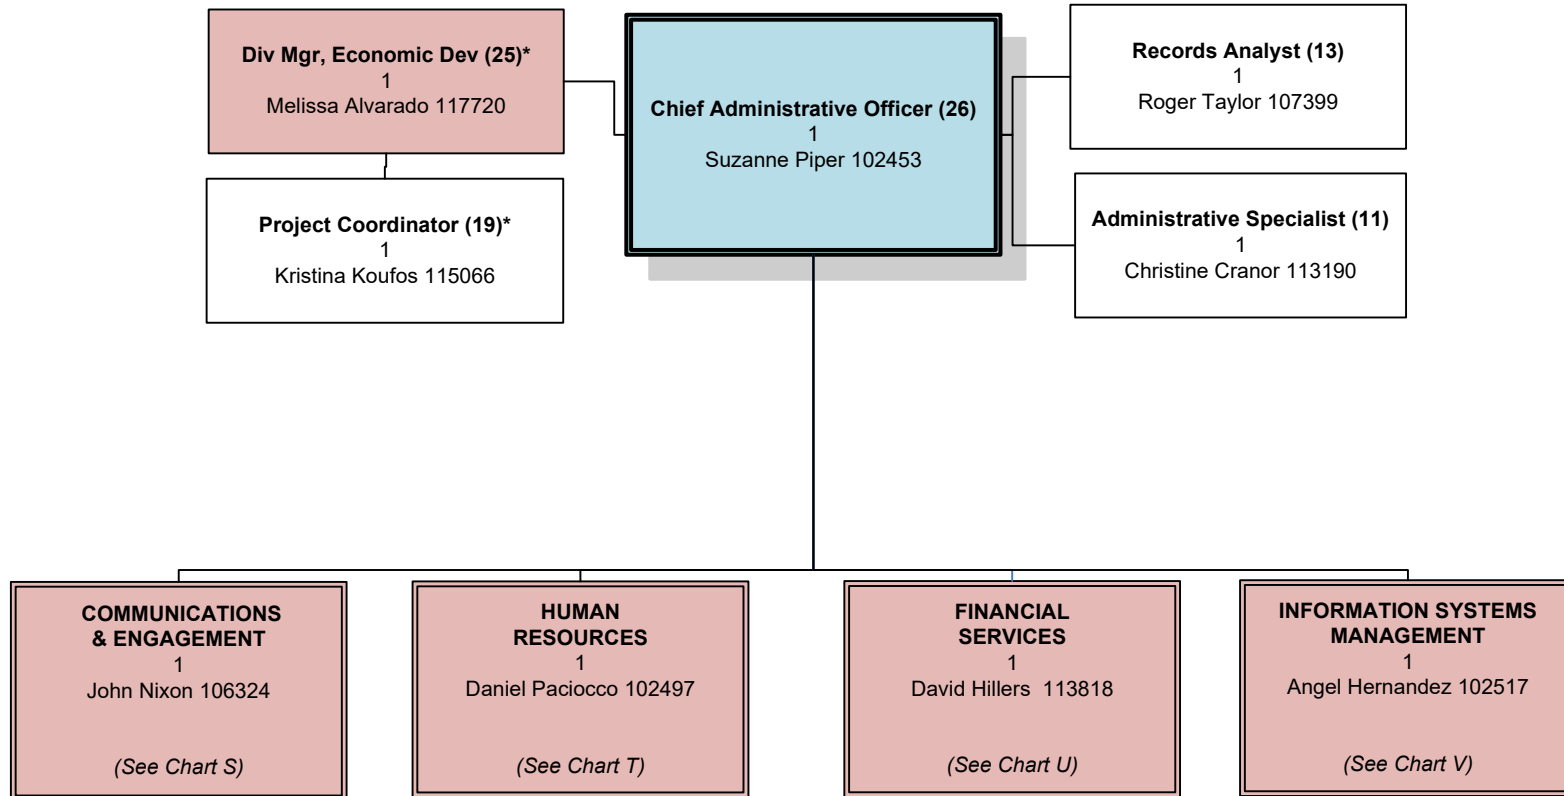 Div Mgr, Economic Dev (25)*
1
Melissa Alvarado 117720
Project Coordinator (19)*
1
Kristina Koufos 115066
Chief Administrative Officer (26)
1
Suzanne Piper 102453
Records Analyst (13)
1
Roger Taylor 107399
Administrative Specialist (11)
1
Christine Cranor 113190
COMMUNICATIONS
& ENGAGEMENT
1
John Nixon 106324
(See Chart S)
HUMAN
RESOURCES
1
Daniel Paciocco 102497
(See Chart T)
FINANCIAL
SERVICES
1
David Hillers  113818
(See Chart U)
INFORMATION SYSTEMS
MANAGEMENT
1
Angel Hernandez 102517
(See Chart V)